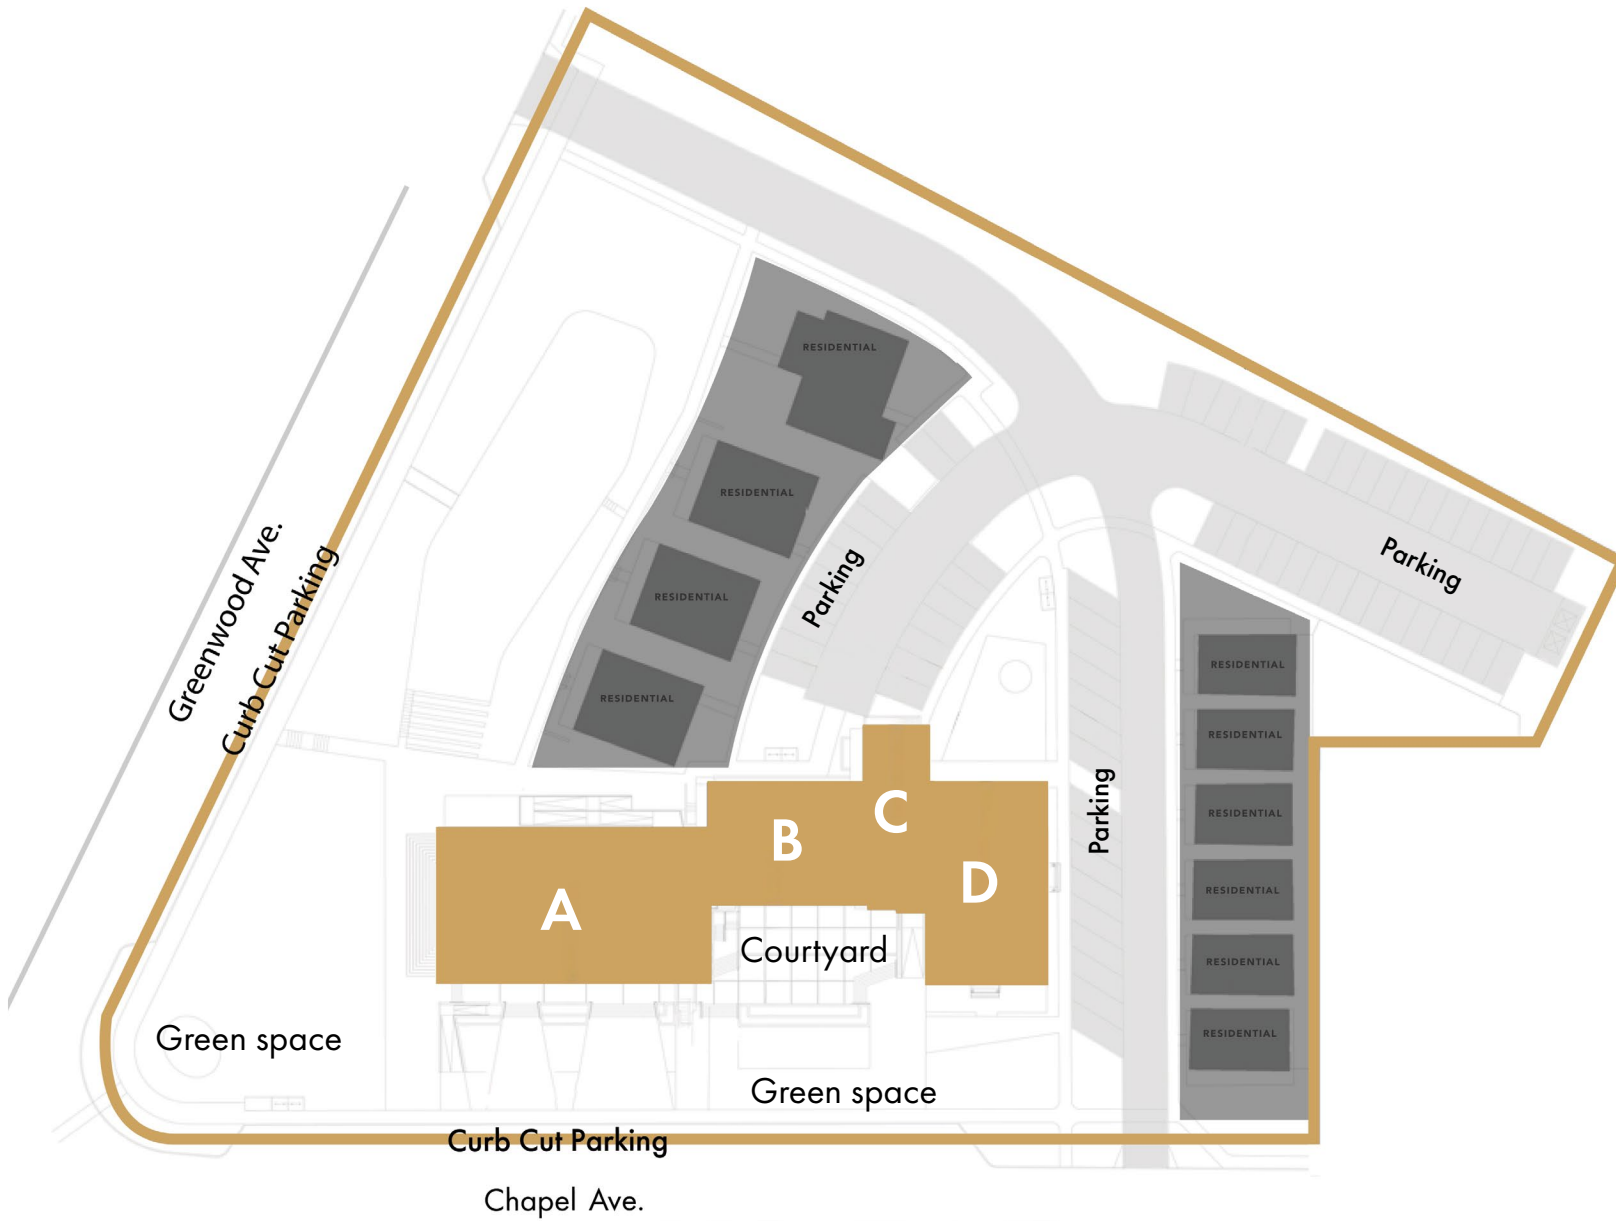 RESIDENTIAL
RESIDENTIAL
RESIDENTIAL
RESIDENTIAL
Parking
Parking
Greenwood Ave.
Curb Cut Parking
RESIDENTIAL
RESIDENTIAL
RESIDENTIAL
RESIDENTIAL
RESIDENTIAL
RESIDENTIAL
Parking
C
B
D
A
Courtyard
Green space
Green space
Curb Cut Parking
Chapel Ave.